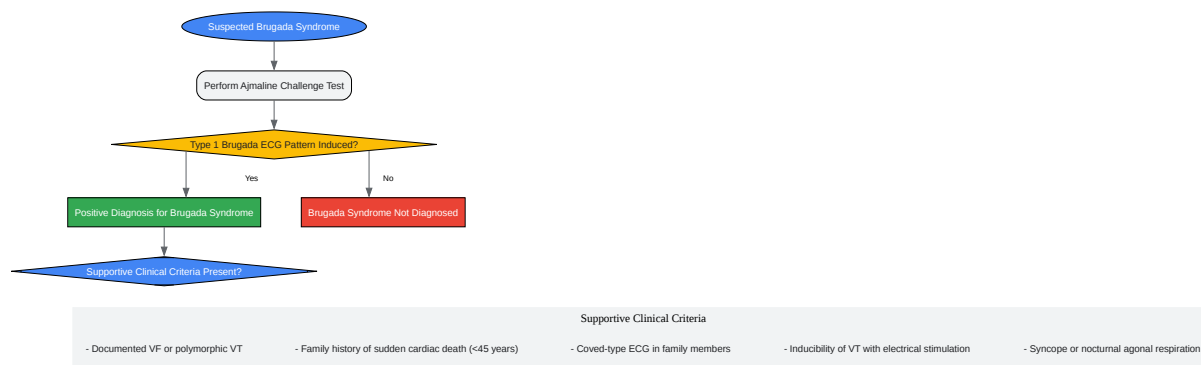 Suspected Brugada Syndrome
Perform Ajmaline Challenge Test
Type 1 Brugada ECG Pattern Induced?
Yes
No
Positive Diagnosis for Brugada Syndrome
Brugada Syndrome Not Diagnosed
Supportive Clinical Criteria Present?
Supportive Clinical Criteria
- Documented VF or polymorphic VT
- Family history of sudden cardiac death (<45 years)
- Coved-type ECG in family members
- Inducibility of VT with electrical stimulation
- Syncope or nocturnal agonal respiration